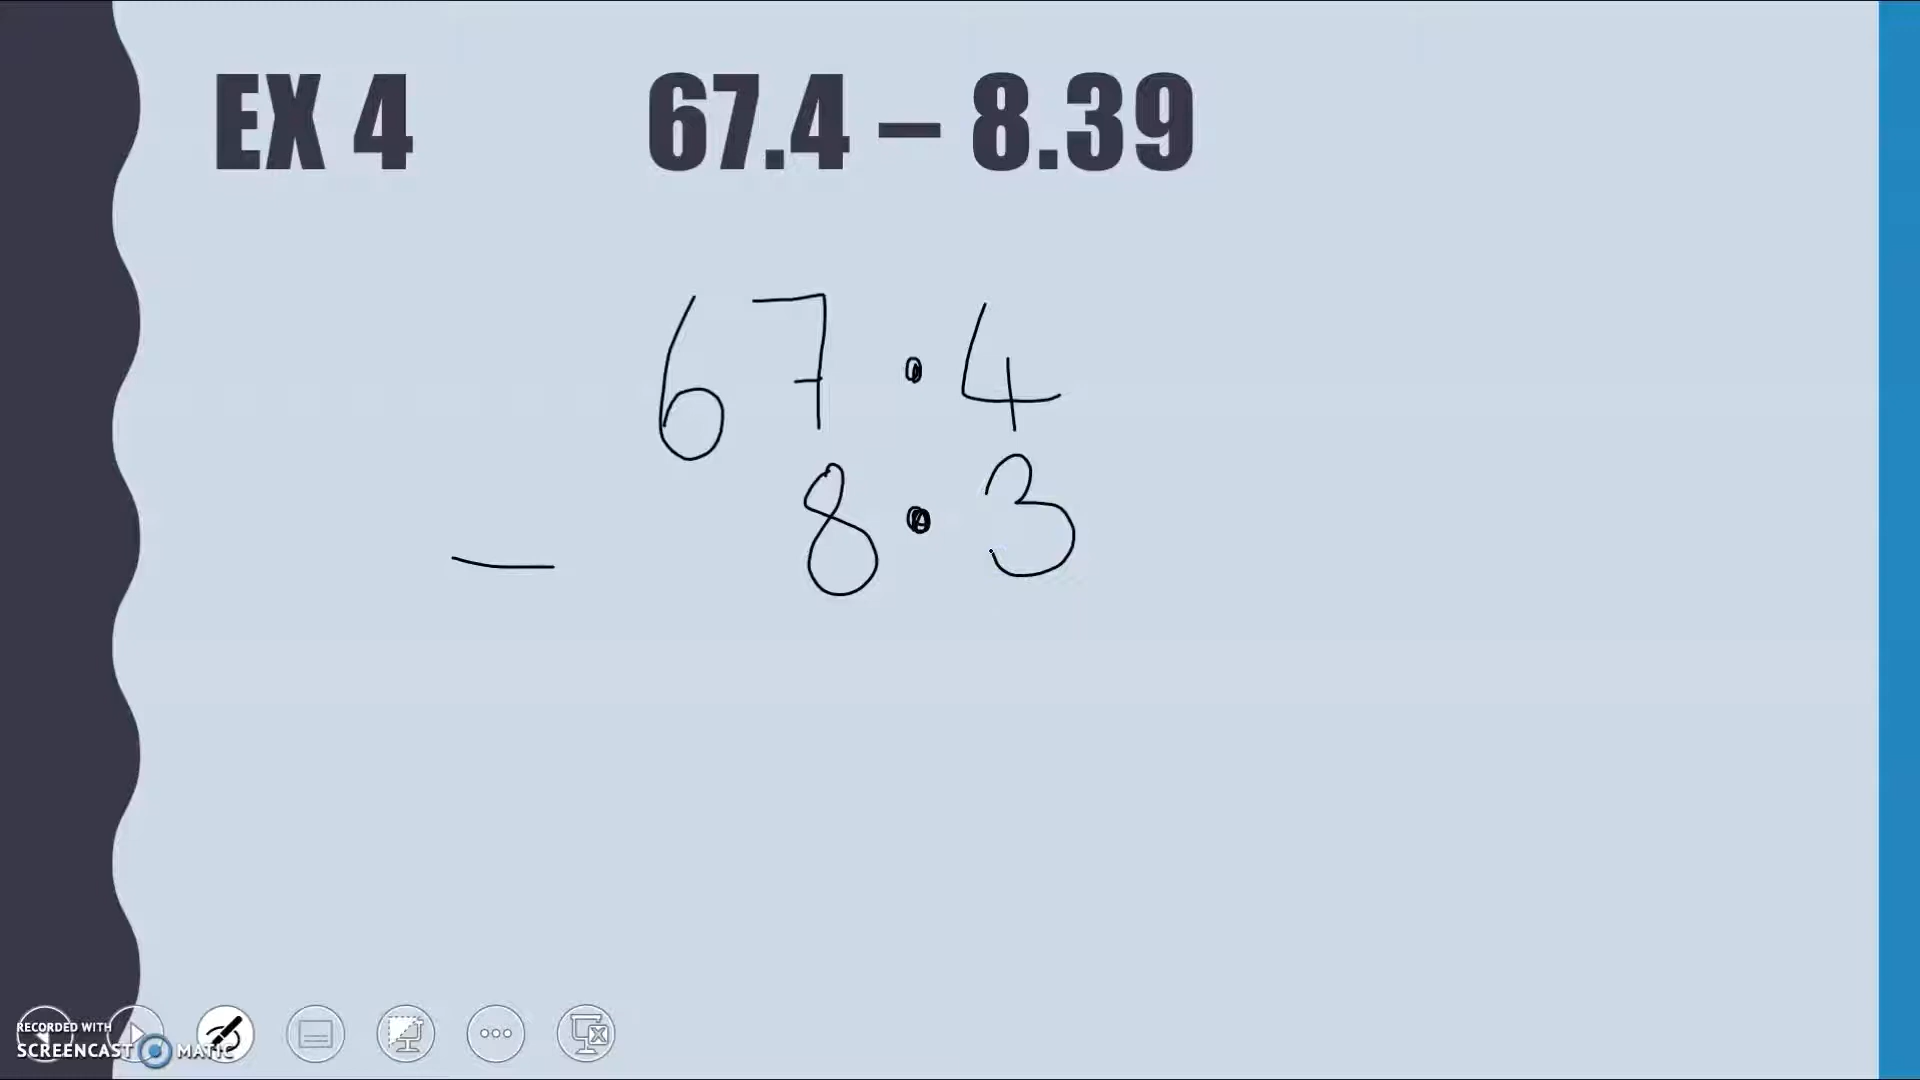 EX 4 67.4 – 8.39
67.4
– 8.3
RECORDED WITH
SCREENCAST MATIC